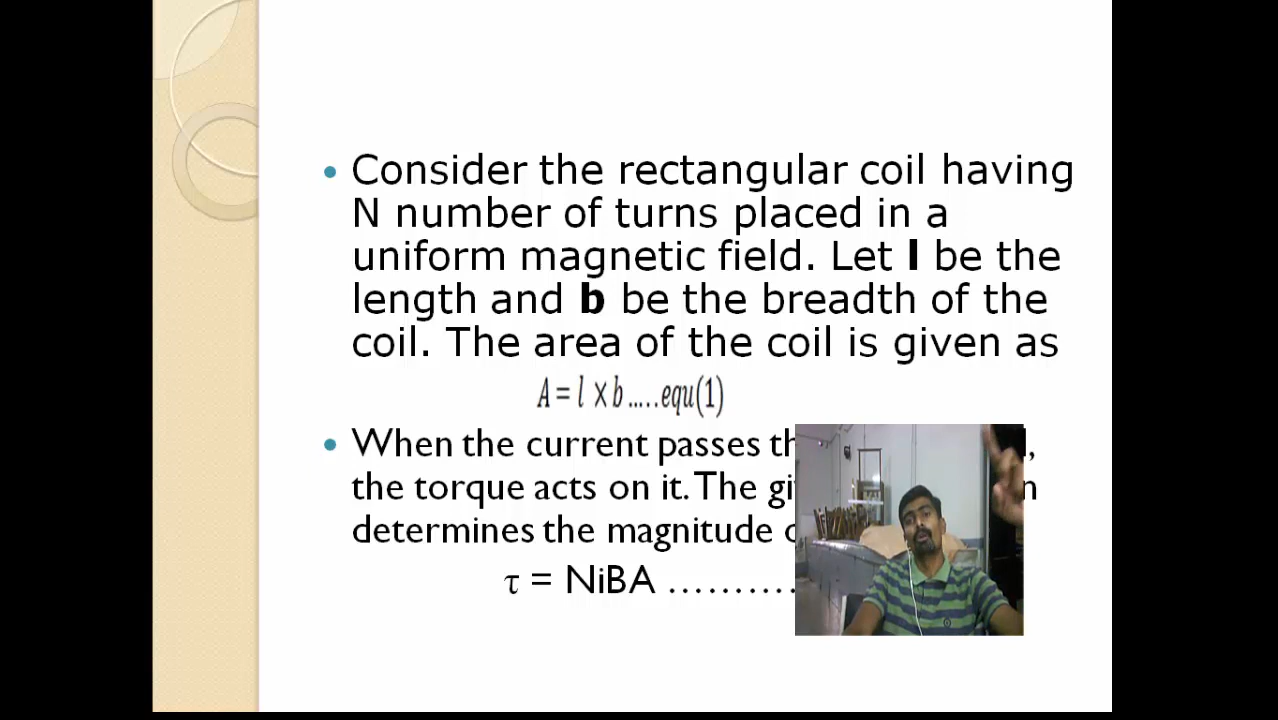 Consider the rectangular coil having
N number of turns placed in a
uniform magnetic field. Let l be the
length and b be the breadth of the
coil. The area of the coil is given as
A = l × b …..equ(1)
When the current passes
the torque acts on it. The
determines the magnitude
τ = NiBA ……….